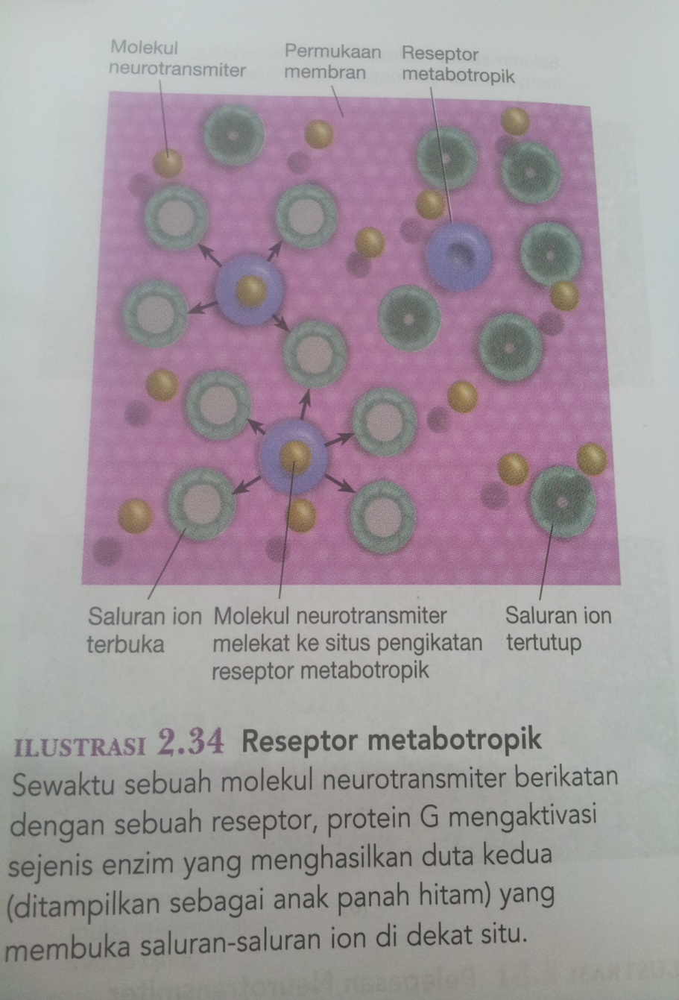 Molekul
neurotransmiter
Permukaan
membran
Reseptor
metabotropik
Saluran ion
terbuka
Molekul neurotransmiter
melekat ke situs pengikatan
reseptor metabotropik
Saluran ion
tertutup
ILUSTRASI 2.34 Reseptor metabotropik
Sewaktu sebuah molekul neurotransmiter berikatan
dengan sebuah reseptor, protein G mengaktivasi
sejenis enzim yang menghasilkan duta kedua
(ditampilkan sebagai anak panah hitam) yang
membuka saluran-saluran ion di dekat situ.